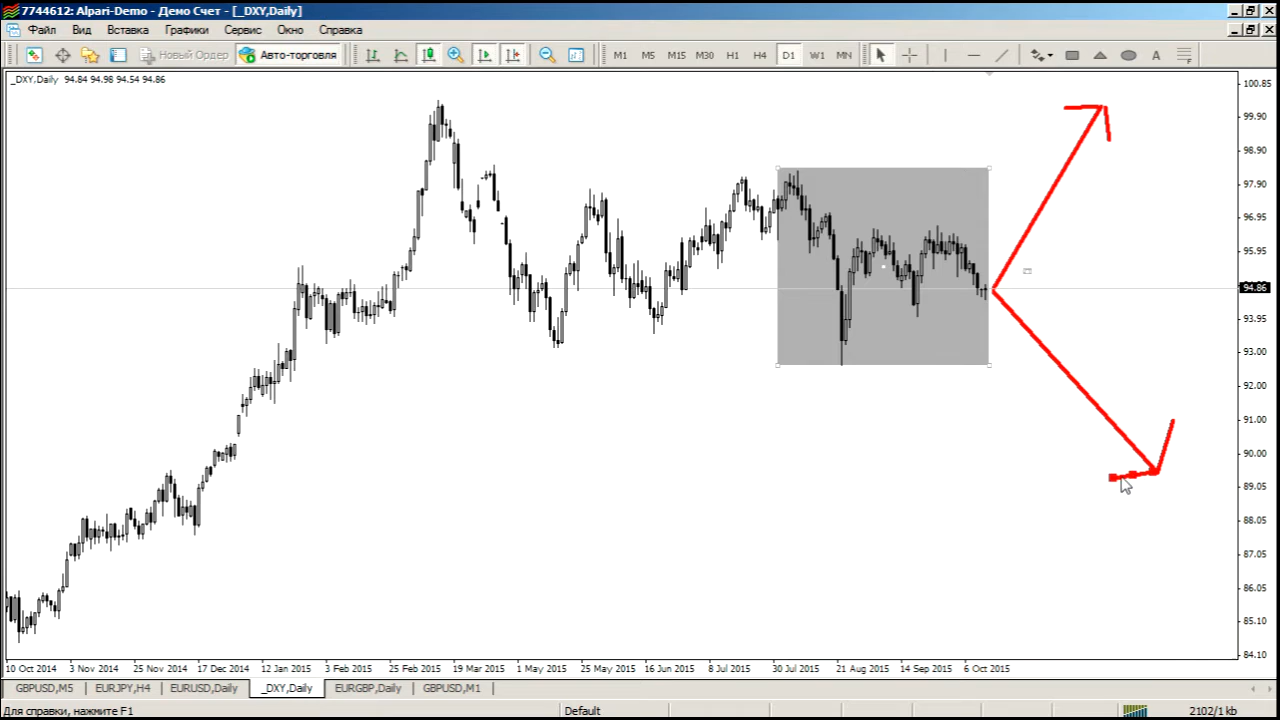 7744612: Alpari-Demo - Демо Счет - [_DXY,Daily]
Файл Вид Вставка Графики Сервис Окно Справка
Новый Ордер Авто-торговля M1 M5 M15 M30 H1 H4 D1 W1 MN A
_DXY,Daily 94.84 94.98 94.54 94.86
100.85
99.90
98.90
97.90
96.95
95.95
94.86
93.95
93.00
92.00
91.00
90.00
89.05
88.05
87.05
86.05
85.10
84.10
10 Oct 2014 3 Nov 2014 25 Nov 2014 17 Dec 2014 12 Jan 2015 3 Feb 2015 25 Feb 2015 19 Mar 2015 1 May 2015 25 May 2015 16 Jun 2015 8 Jul 2015 30 Jul 2015 21 Aug 2015 14 Sep 2015 6 Oct 2015
GBPUSD,M5 EURJPY,H4 EURUSD,Daily _DXY,Daily EURGBP,Daily GBPUSD,M1
Для справки, нажмите F1 Default 2102/1 kb